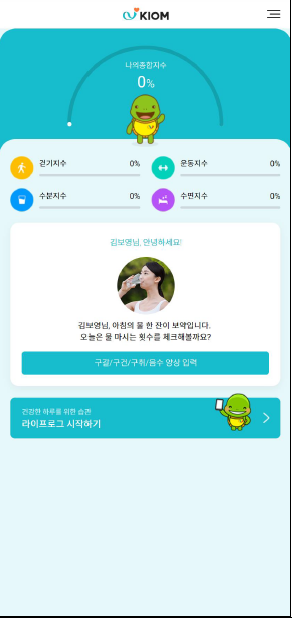 KIOM
나의종합지수
0%
걷기지수 0% 운동지수 0%
수분지수 0% 수면지수 0%
김보영님, 안녕하세요!
김보영님, 아침의 물 한 잔이 보약입니다.
오늘은 물 마시는 횟수를 체크해볼까요?
구갈/구건/구취/음수 양상 입력
건강한 하루를 위한 습관!
라이프로그 시작하기